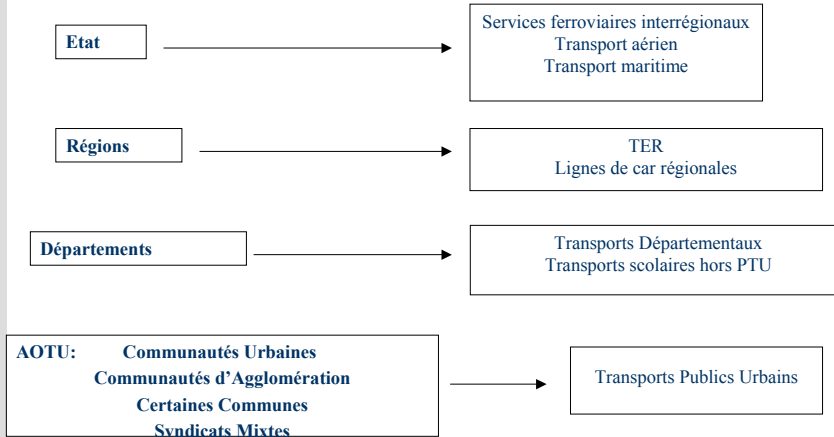 Etat
Services ferroviaires interrégionaux
Transport aérien
Transport maritime
Régions
TER
Lignes de car régionales
Départements
Transports Départementaux
Transports scolaires hors PTU
AOTU: Communautés Urbaines
Communautés d’Agglomération
Certaines Communes
Syndicats Mixtes
Transports Publics Urbains